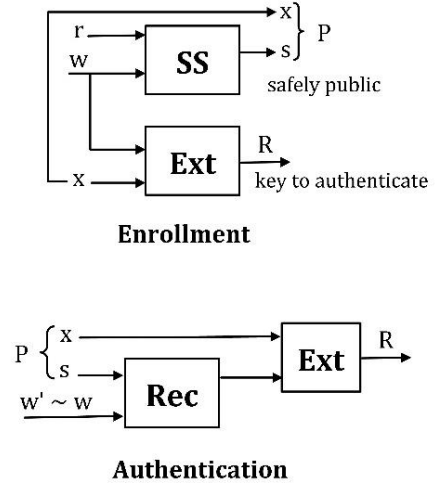 x
r
P
w
SS
s
safely public
R
x
Ext
key to authenticate
Enrollment
x
P
R
s
Ext
w' ~ w
Rec
Authentication